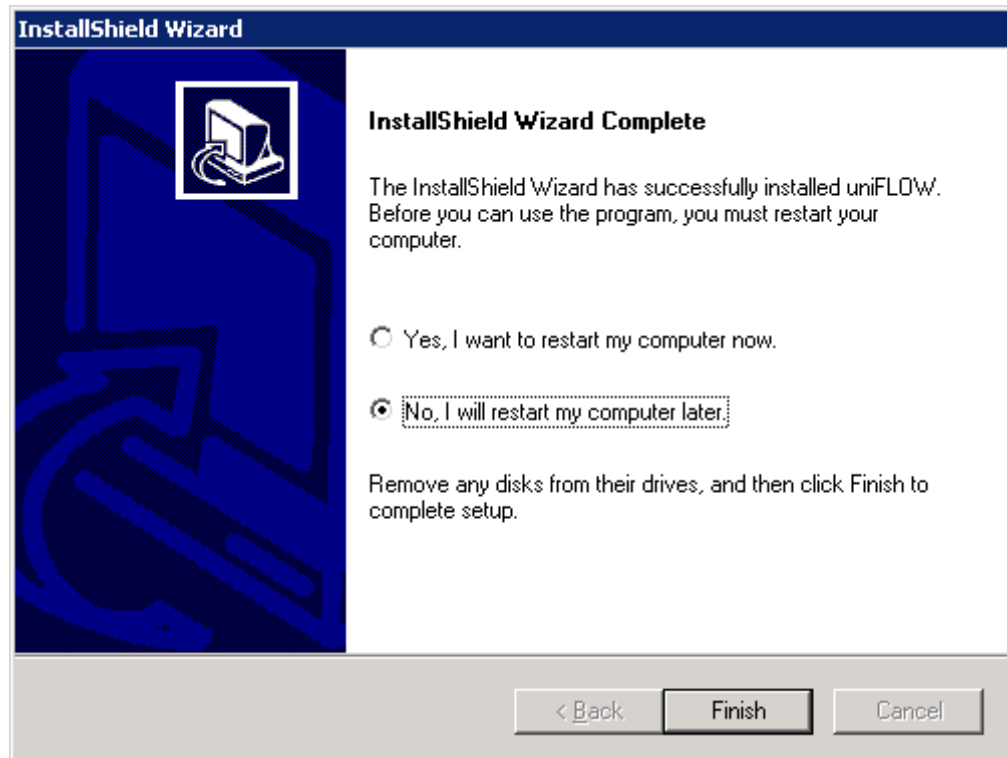 InstallShield Wizard
InstallShield Wizard Complete
The InstallShield Wizard has successfully installed uniFLOW.
Before you can use the program, you must restart your
computer.
Yes, I want to restart my computer now.
No, I will restart my computer later.
Remove any disks from their drives, and then click Finish to
complete setup.
< Back
Finish
Cancel